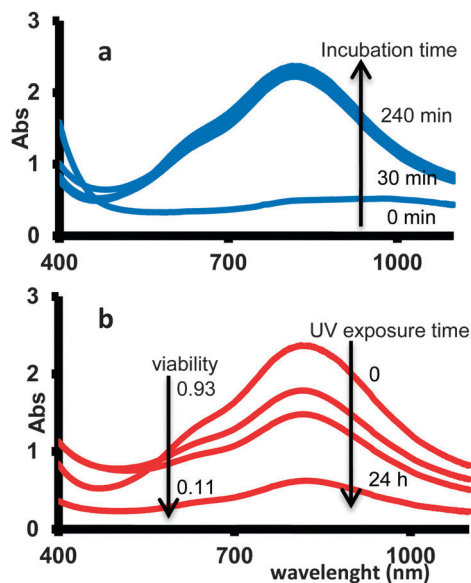 a
Incubation time
240 min
30 min
0 min
Abs
3
2
1
0
400
700
1000
b
UV exposure time
viability
0.93
0
0.11
24 h
Abs
3
2
1
0
400
700
1000
wavelenght (nm)